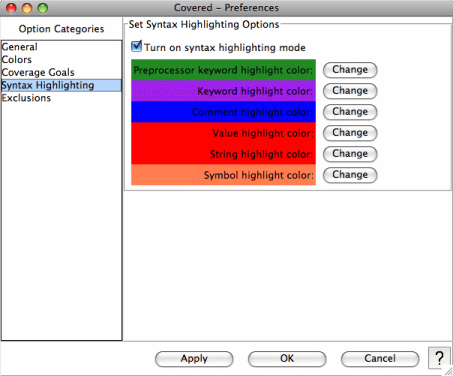 Covered - Preferences
Option Categories
General
Colors
Coverage Goals
Syntax Highlighting
Exclusions
Set Syntax Highlighting Options
Turn on syntax highlighting mode
Preprocessor keyword highlight color: Change
Keyword highlight color: Change
Comment highlight color: Change
Value highlight color: Change
String highlight color: Change
Symbol highlight color: Change
Apply OK Cancel ?